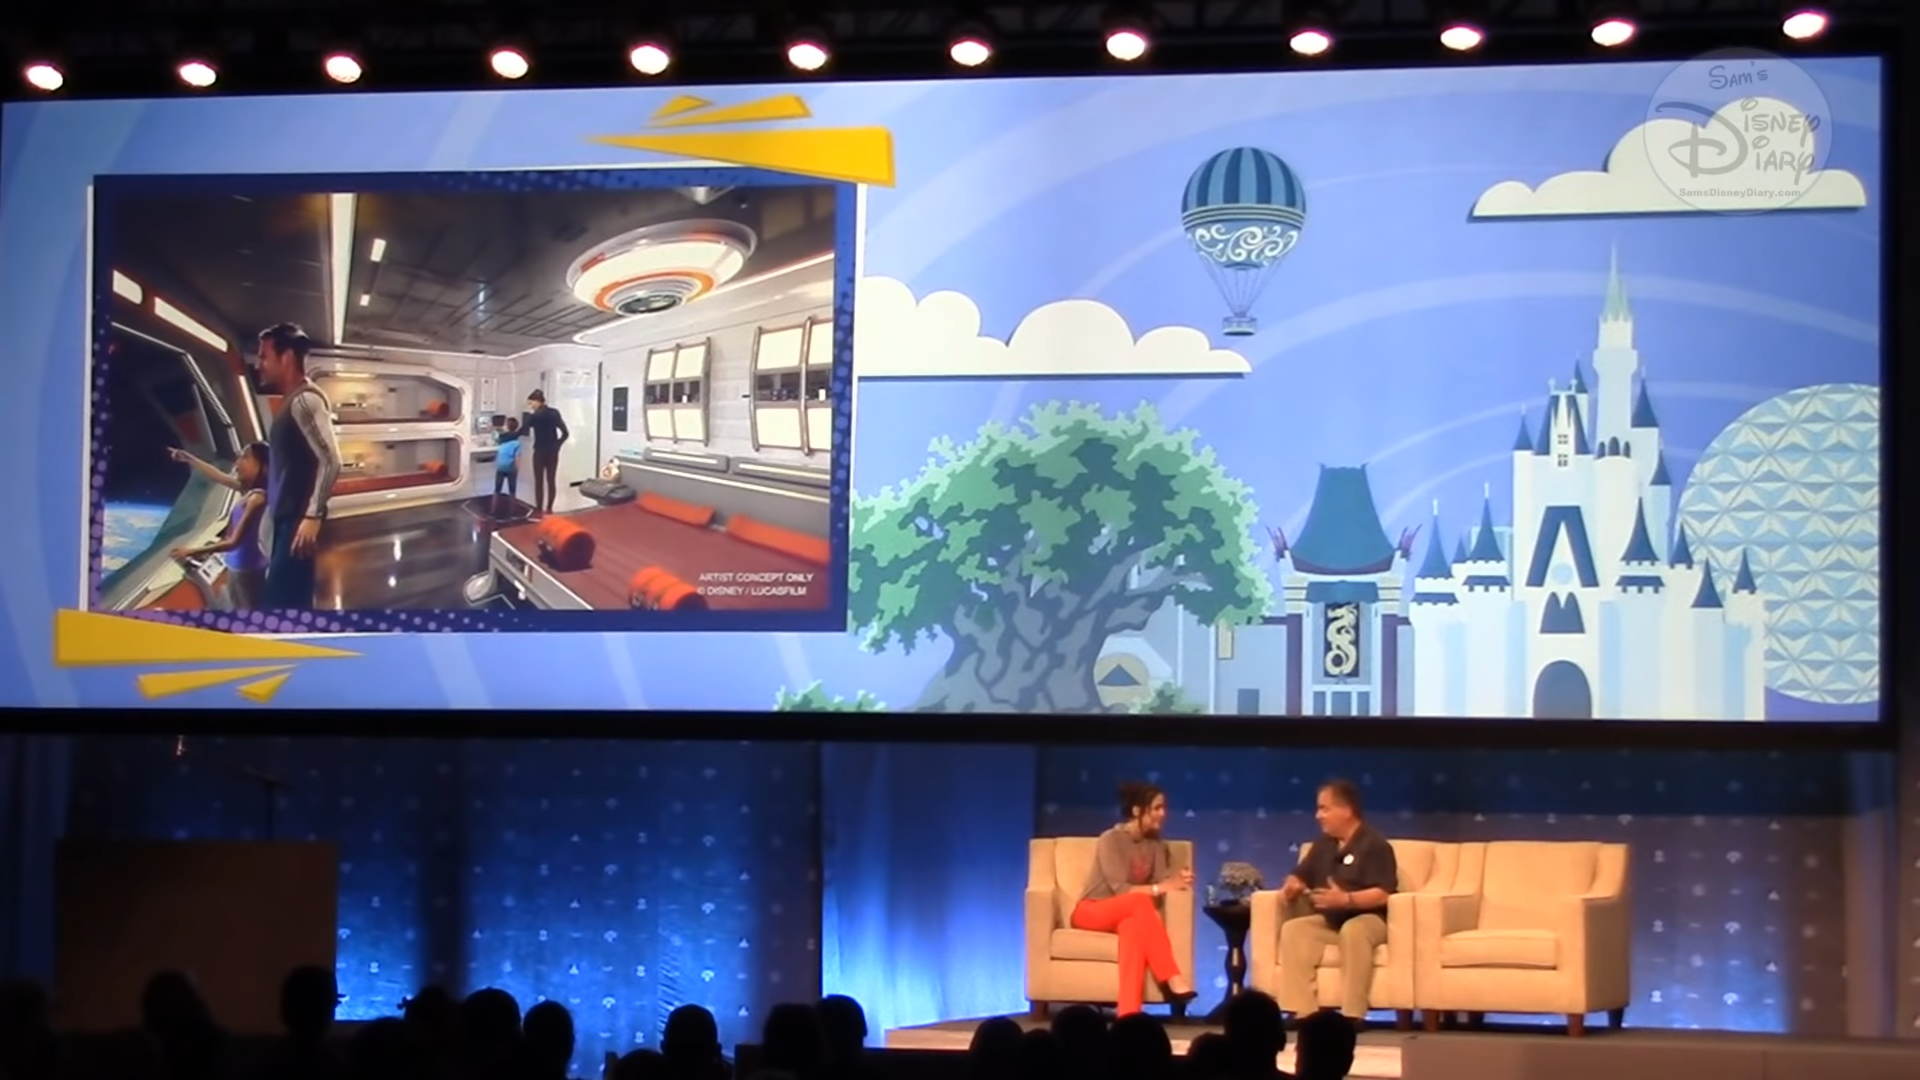 SAM'S
DISNEY
DIARY
SamsDisneyDiary.com
ARTIST CONCEPT ONLY
© DISNEY / LUCASFILM